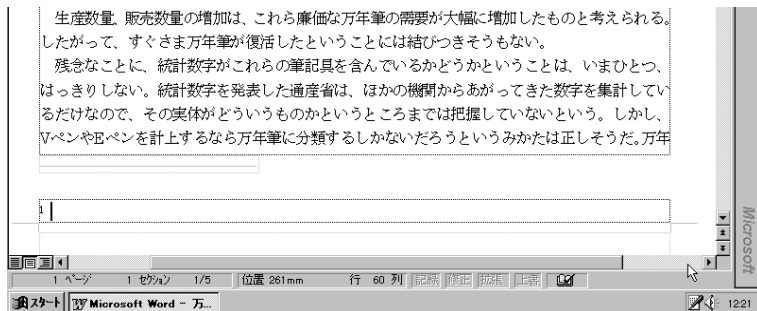 生産数量、販売数量の増加は、これら廉価な万年筆の需要が大幅に増加したものと考えられる。
したがって、すぐさま万年筆が復活したということには結びつきそうもない。
残念なことに、統計数字がこれらの筆記具を含んでいるかどうかということは、いまひとつ、
はっきりしない。統計数字を発表した通産省は、ほかの機関からあがってきた数字を集計してい
るだけなので、その実体がどういうものかというところまでは把握していないという。しかし、
VペンやEペンを計上するなら万年筆に分類するしかないだろうというみかたは正しそうだ。万年
1
Microsoft
1 ページ 1 セクション 1/5 位置 261mm 行 60 列 記録 修正 拡張 上書
スタート Microsoft Word - 万... 12:21